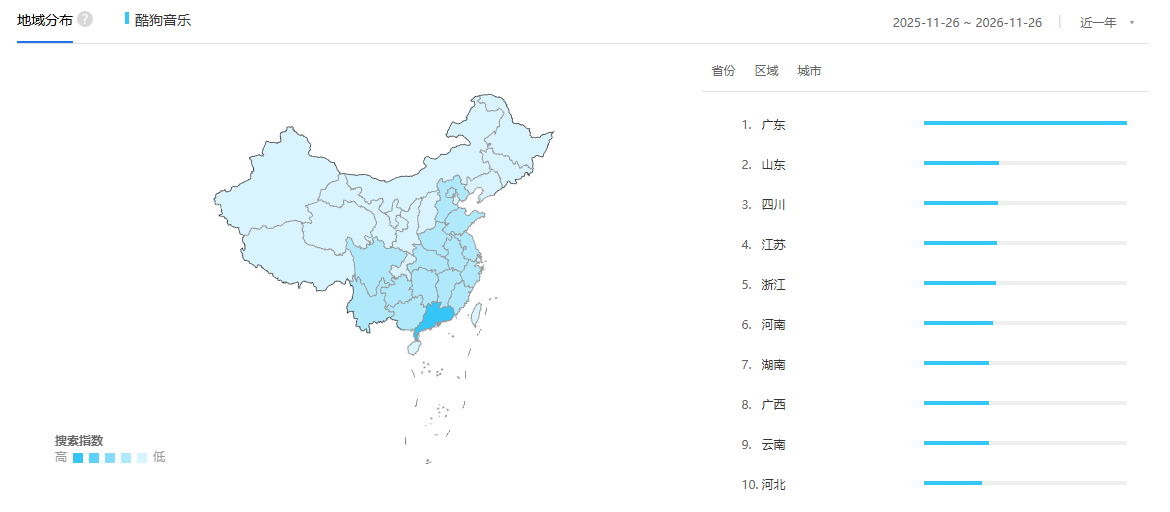 地域分布 ? 酷狗音乐 2025-11-26 ~ 2026-11-26 近一年
省份 区域 城市
1. 广东
2. 山东
3. 四川
4. 江苏
5. 浙江
6. 河南
7. 湖南
8. 广西
9. 云南
10. 河北
搜索指数
高 低